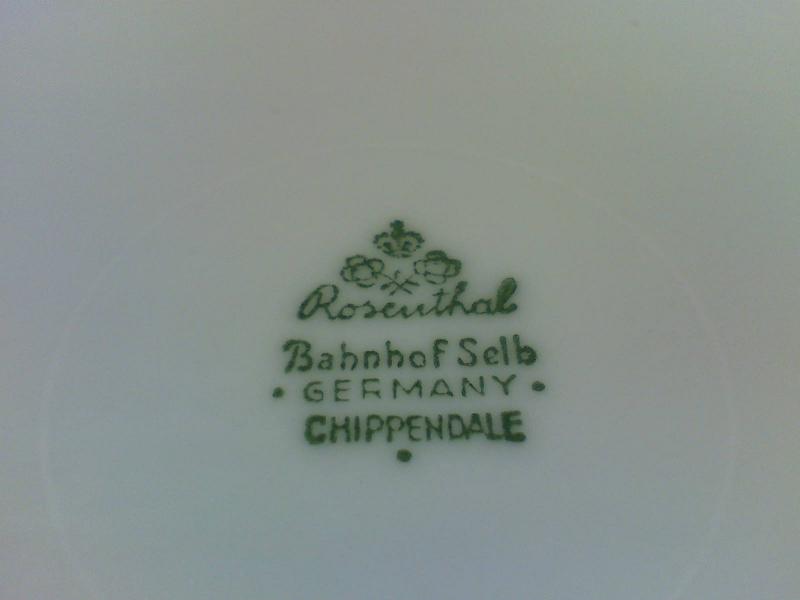 Rosenthal
Bahnhof Selb
• GERMANY •
CHIPPENDALE